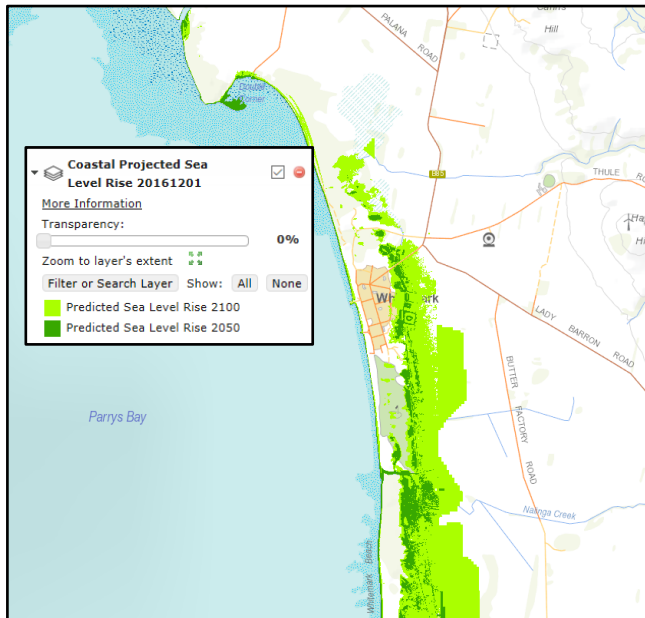 Cairns
Hill
PALANA
ROAD
Coastal Projected Sea
Level Rise 20161201
More Information
Transparency:
0%
Zoom to layer's extent
Filter or Search Layer Show: All None
Predicted Sea Level Rise 2100
Predicted Sea Level Rise 2050
B85
THULE
LADY BARRON ROAD
BUTTER FACTORY ROAD
Parrys Bay
Nalinga Creek
Whitemark Beach